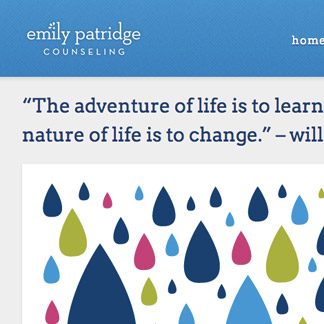 emily patridge
COUNSELING
home
“The adventure of life is to learn
nature of life is to change.” – will